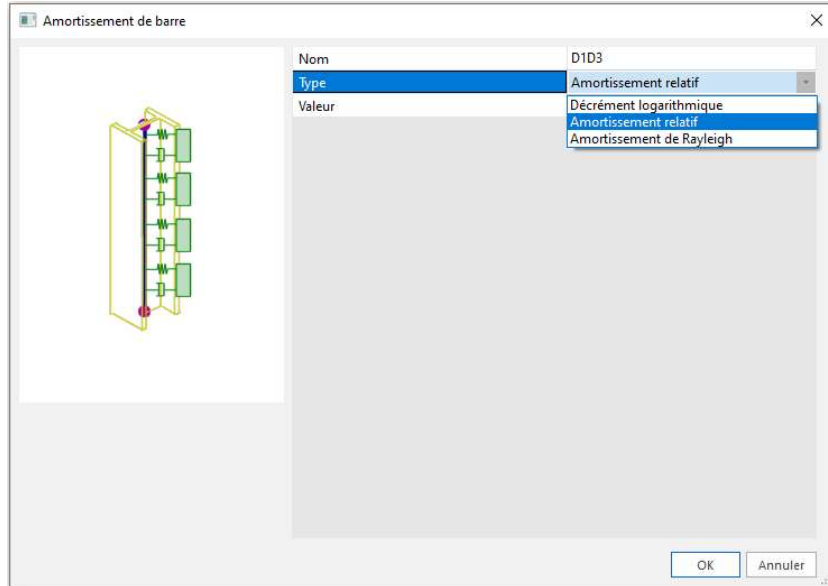 Amortissement de barre
Nom D1D3
Type Amortissement relatif
Valeur
Décrément logarithmique
Amortissement relatif
Amortissement de Rayleigh
OK Annuler